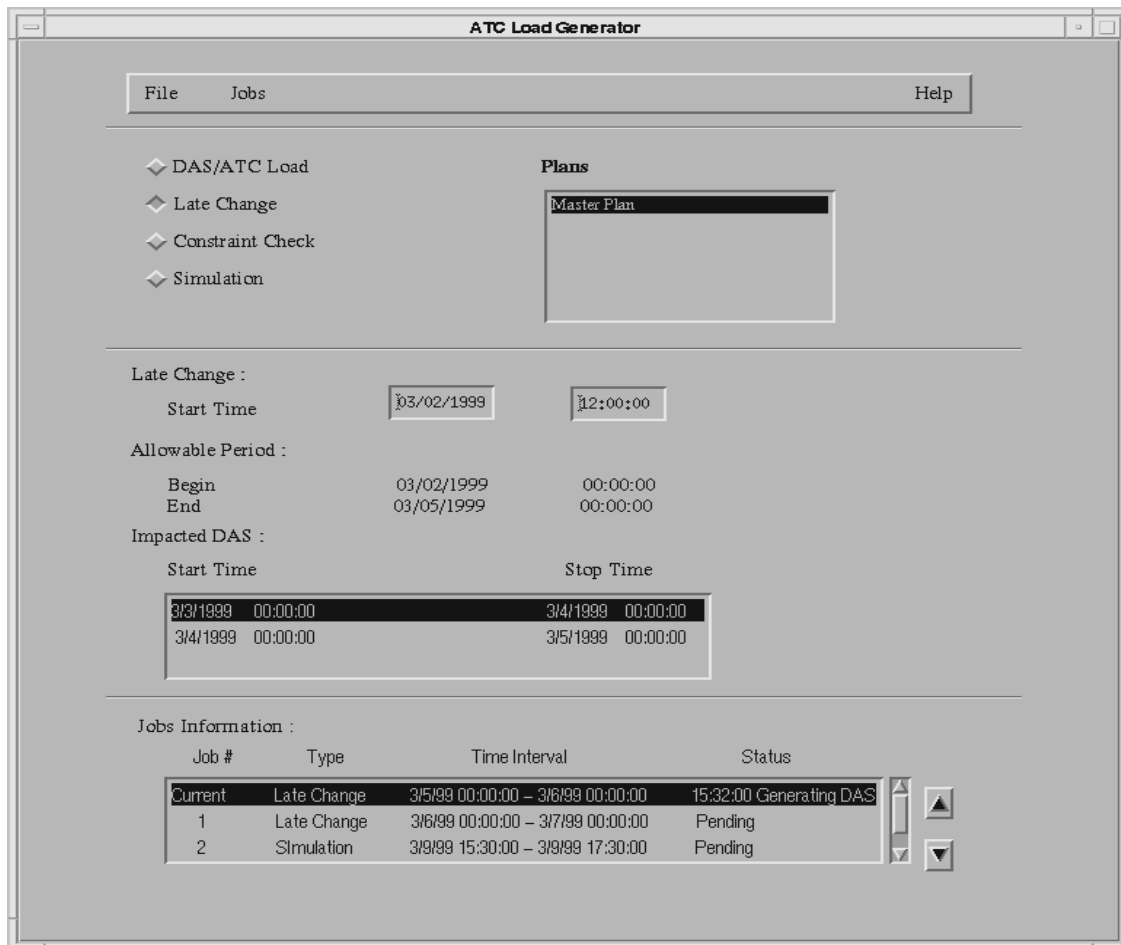 ATC Load Generator
File Jobs Help
DAS/ATC Load
Late Change
Constraint Check
Simulation
Plans
Master Plan
Late Change :
Start Time 03/02/1999 12:00:00
Allowable Period :
Begin 03/02/1999 00:00:00
End 03/05/1999 00:00:00
Impacted DAS :
Start Time Stop Time
3/3/1999 00:00:00 3/4/1999 00:00:00
3/4/1999 00:00:00 3/5/1999 00:00:00
Jobs Information :
Job # Type Time Interval Status
Current Late Change 3/5/99 00:00:00 – 3/6/99 00:00:00 15:32:00 Generating DAS
1 Late Change 3/6/99 00:00:00 – 3/7/99 00:00:00 Pending
2 SImulation 3/9/99 15:30:00 – 3/9/99 17:30:00 Pending